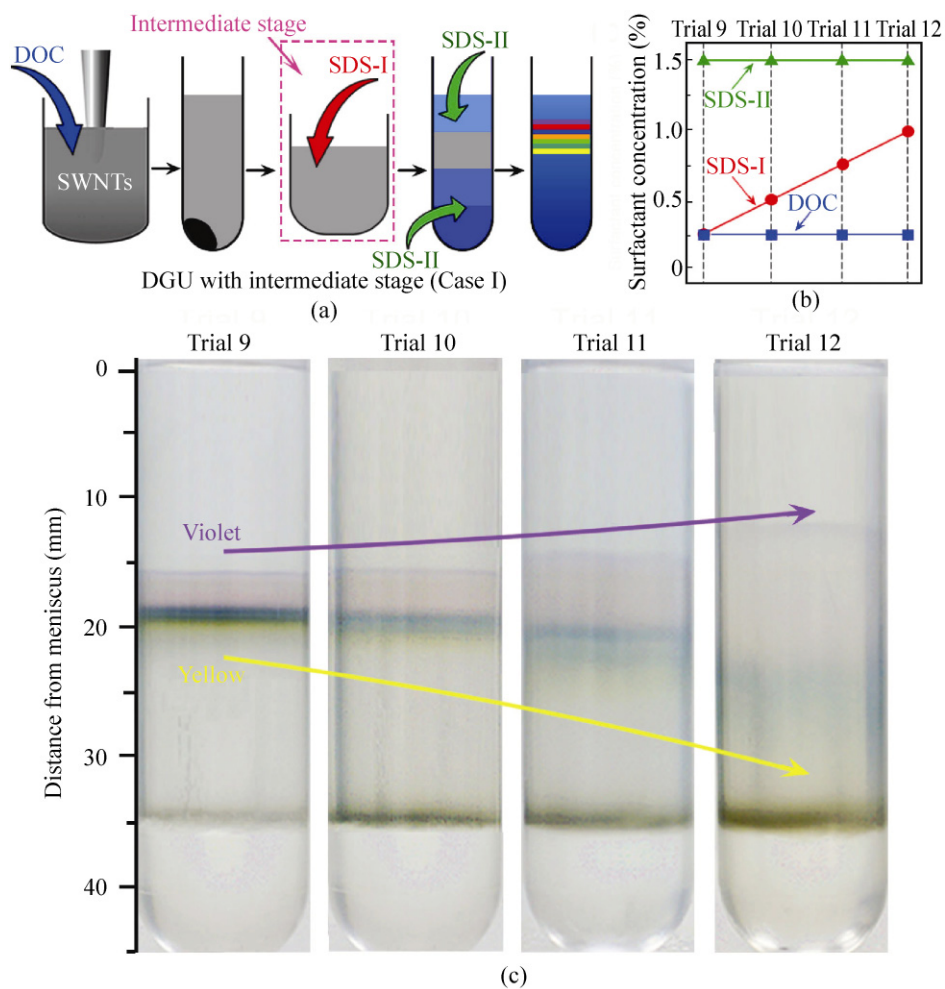 Intermediate stage
DOC
SDS-I
SDS-II
SWNTs
SDS-II
DGU with intermediate stage (Case I)
(a)
Trial 9 Trial 10 Trial 11 Trial 12
Surfactant concentration (%)
1.5
1.0
0.5
0
SDS-II
SDS-I
DOC
(b)
Trial 9 Trial 10 Trial 11 Trial 12
Distance from meniscus (mm)
0
10
20
30
40
Violet
Yellow
(c)